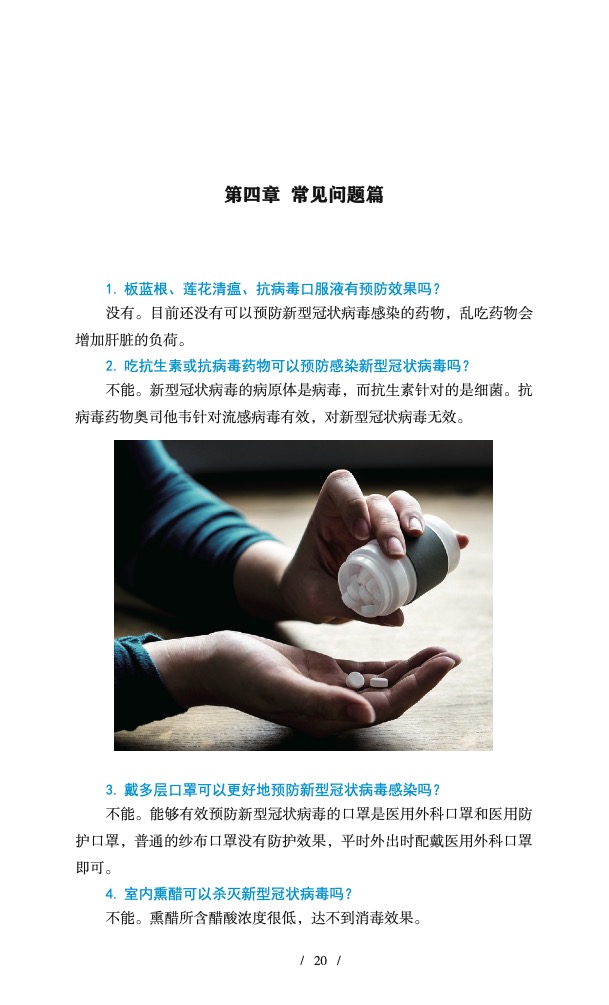 第四章 常见问题篇
1. 板蓝根、莲花清瘟、抗病毒口服液有预防效果吗？
没有。目前还没有可以预防新型冠状病毒感染的药物，乱吃药物会
增加肝脏的负荷。
2. 吃抗生素或抗病毒药物可以预防感染新型冠状病毒吗？
不能。新型冠状病毒的病原体是病毒，而抗生素针对的是细菌。抗
病毒药物奥司他韦针对流感病毒有效，对新型冠状病毒无效。
3. 戴多层口罩可以更好地预防新型冠状病毒感染吗？
不能。能够有效预防新型冠状病毒的口罩是医用外科口罩和医用防
护口罩，普通的纱布口罩没有防护效果，平时外出时配戴医用外科口罩
即可。
4. 室内熏醋可以杀灭新型冠状病毒吗？
不能。熏醋所含醋酸浓度很低，达不到消毒效果。
/ 20 /